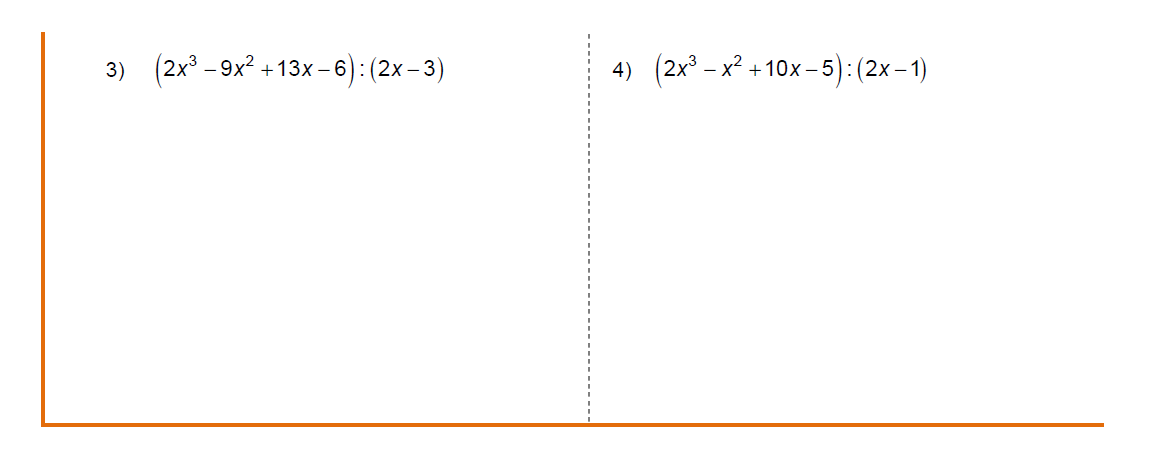 3) (2x³ – 9x² + 13x – 6) : (2x – 3)
4) (2x³ – x² + 10x – 5) : (2x – 1)